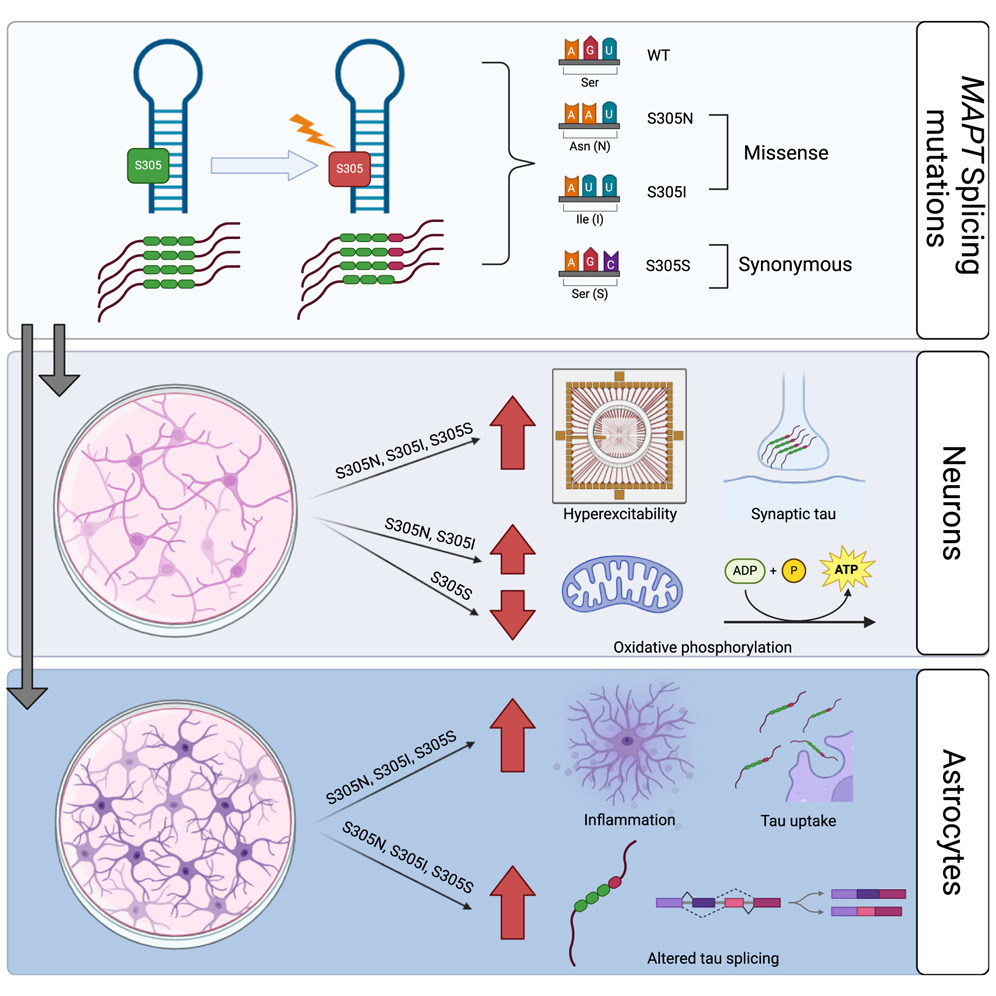 S305
S305
A G U
Ser
WT
A A U
Asn (N)
S305N
A U U
Ile (I)
S305I
Missense
A G C
Ser (S)
S305S
Synonymous
MAPT Splicing
mutations
S305N, S305I, S305S
Hyperexcitability
Synaptic tau
S305N, S305I
S305S
ADP + P ATP
Oxidative phosphorylation
Neurons
S305N, S305I, S305S
Inflammation
Tau uptake
S305N, S305I, S305S
Altered tau splicing
Astrocytes